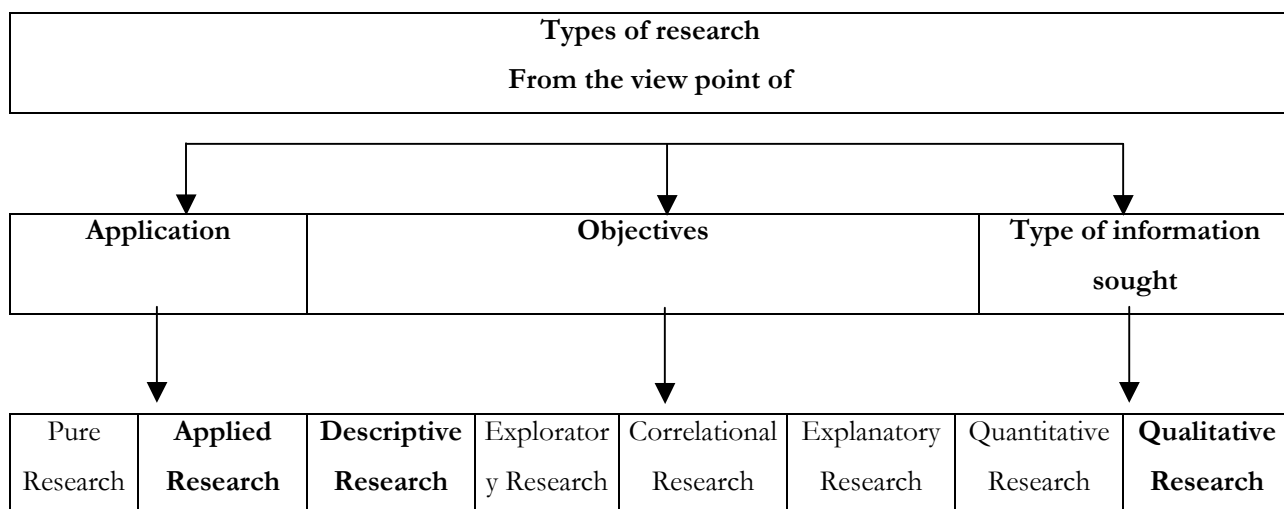 Types of research
From the view point of
Application
Objectives
Type of information
sought
Pure
Research
Applied
Research
Descriptive
Research
Explorator
y Research
Correlational
Research
Explanatory
Research
Quantitative
Research
Qualitative
Research